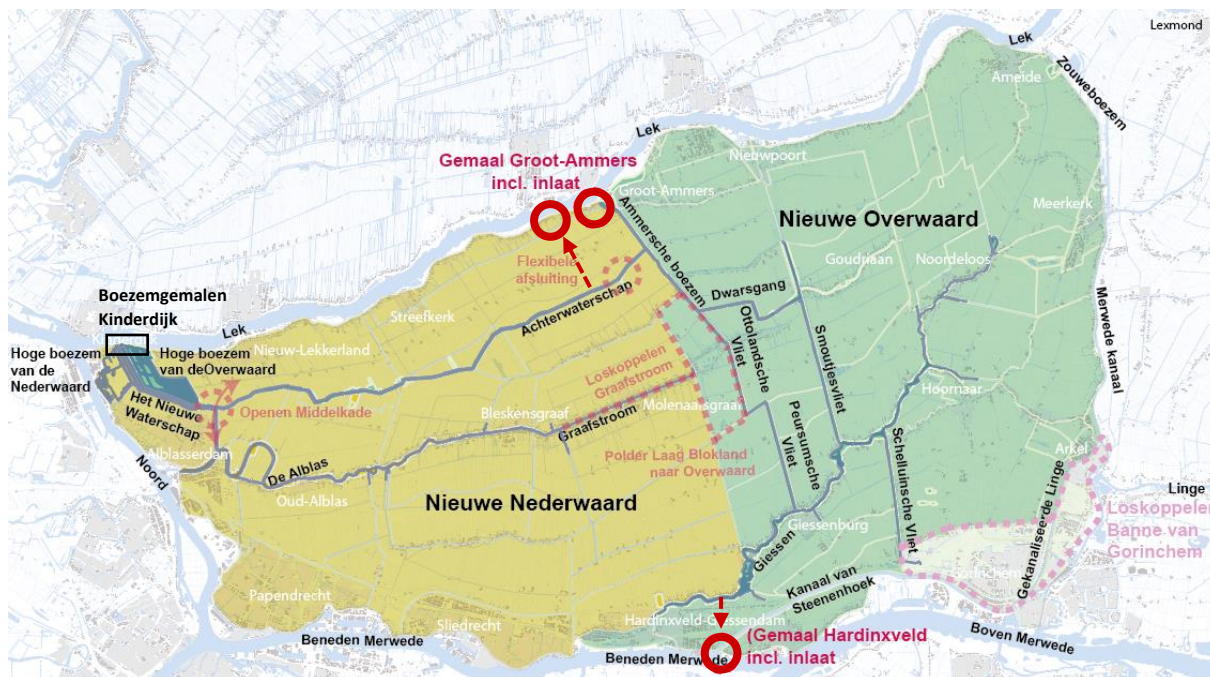 Lexmond
Lek
Ameide
Zouweboezem
Lek
Nieuwpoort
Gemaal Groot-Ammers
incl. inlaat
Groot-Ammers
Ammersche boezem
Meerkerk
Nieuwe Overwaard
Goudriaan
Noordeloos
Flexibele
afsluiting
Dwarsgang
Achterwaterschap
Boezemgemalen
Kinderdijk
Streefkerk
Lek
Merwede kanaal
Ottolandsche
Vliet
Smoutjesvliet
Hoge boezem
van de
Nederwaard
Hoge boezem
van deOverwaard
Nieuw-Lekkerland
Loskoppelen
Graafstroom
Hoornaar
Het Nieuwe
Waterschap
Openen Middelkade
Bleskensgraaf
Graafstroom
Molenaarsgraaf
Peursumsche
Vliet
Schelluinsche Vliet
Alblasserdam
Polder Laag Blokland
naar Overwaard
Arkel
Noord
De Alblas
Oud-Alblas
Linge
Nieuwe Nederwaard
Loskoppelen
Banne van
Gorinchem
Giessenburg
Giessen
Gekanaliseerde Linge
Gorinchem
Kanaal van
Steenenhoek
Papendrecht
Hardinxveld-Giessendam
Sliedrecht
Beneden Merwede
(Gemaal Hardinxveld
incl. inlaat
Boven Merwede
Beneden Merwede